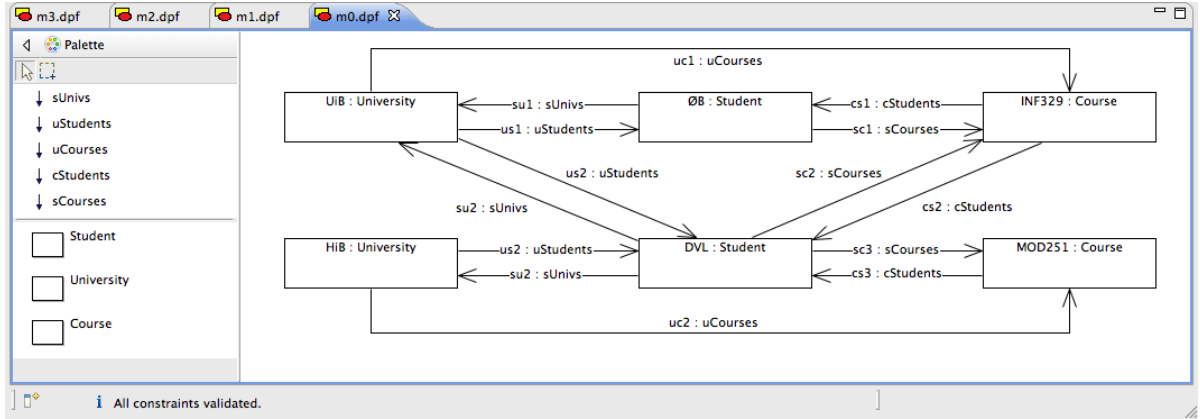 m3.dpf
m2.dpf
m1.dpf
m0.dpf
Palette
sUnivs
uStudents
uCourses
cStudents
sCourses
Student
University
Course
uc1 : uCourses
UiB : University
su1 : sUnivs
ØB : Student
cs1 : cStudents
INF329 : Course
us1 : uStudents
sc1 : sCourses
us2 : uStudents
sc2 : sCourses
su2 : sUnivs
cs2 : cStudents
HiB : University
us2 : uStudents
DVL : Student
sc3 : sCourses
MOD251 : Course
su2 : sUnivs
cs3 : cStudents
uc2 : uCourses
i All constraints validated.